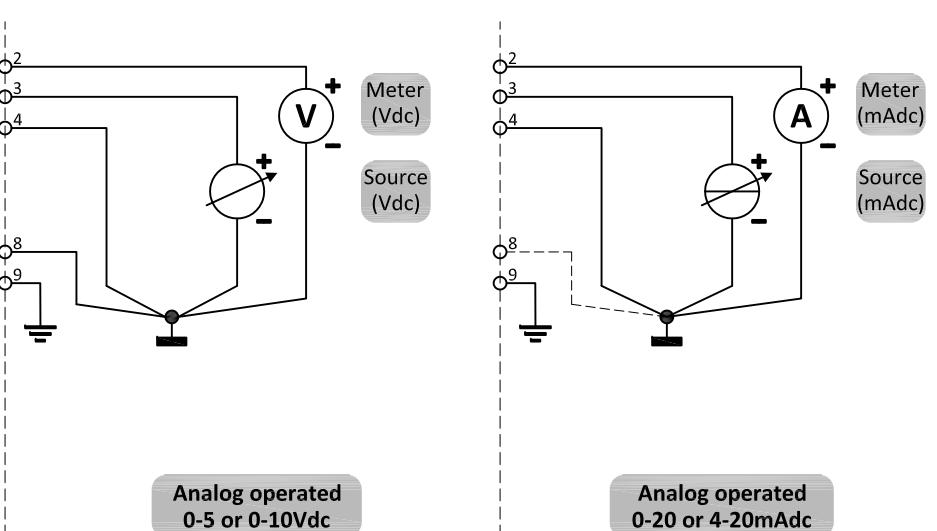 2
3
4
8
9
V
+
−
+
−
Meter
(Vdc)
Source
(Vdc)
Analog operated
0-5 or 0-10Vdc
2
3
4
8
9
A
+
−
+
−
Meter
(mAdc)
Source
(mAdc)
Analog operated
0-20 or 4-20mAdc